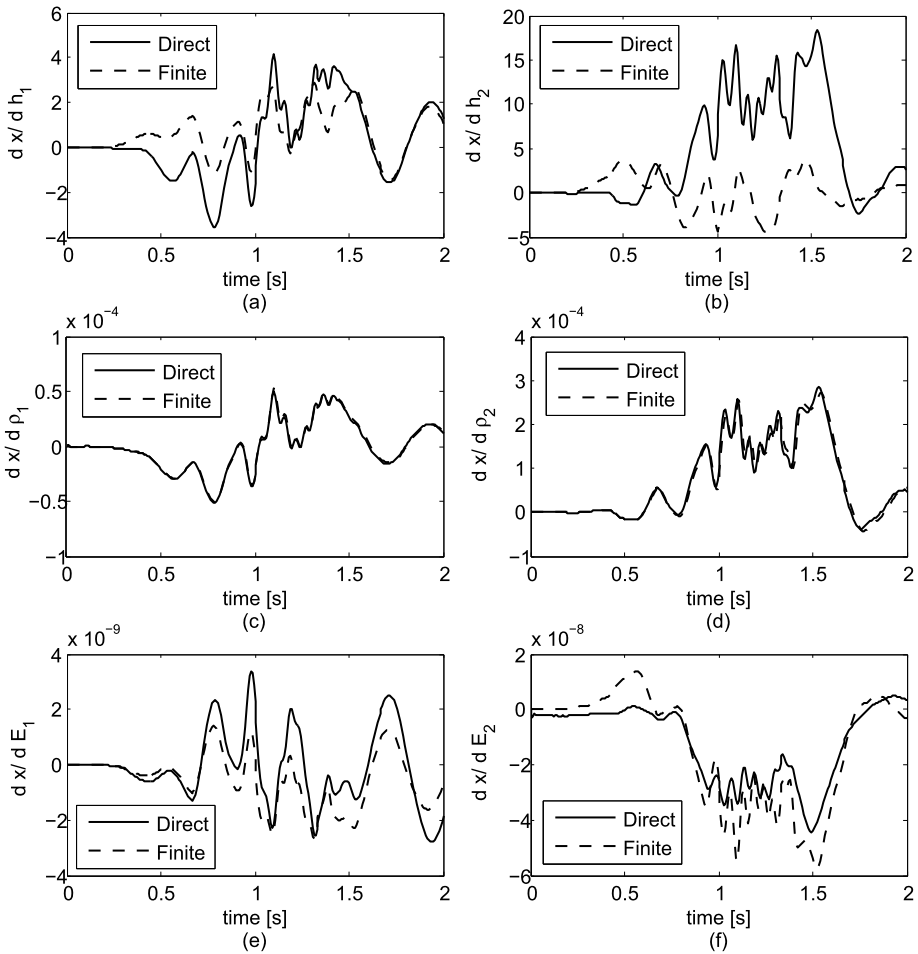 6
4
2
0
−2
−4
d x/ d h1
Direct
Finite
0
0.5
1
1.5
2
time [s]
(a)
20
15
10
5
0
−5
d x/ d h2
Direct
Finite
0
0.5
1
1.5
2
time [s]
(b)
x 10−4
1
0.5
0
−0.5
−1
d x/ d ρ1
Direct
Finite
0
0.5
1
1.5
2
time [s]
(c)
x 10−4
4
3
2
1
0
−1
d x/ d ρ2
Direct
Finite
0
0.5
1
1.5
2
time [s]
(d)
x 10−9
4
2
0
−2
−4
d x/ d E1
Direct
Finite
0
0.5
1
1.5
2
time [s]
(e)
x 10−8
2
0
−2
−4
−6
d x/ d E2
Direct
Finite
0
0.5
1
1.5
2
time [s]
(f)